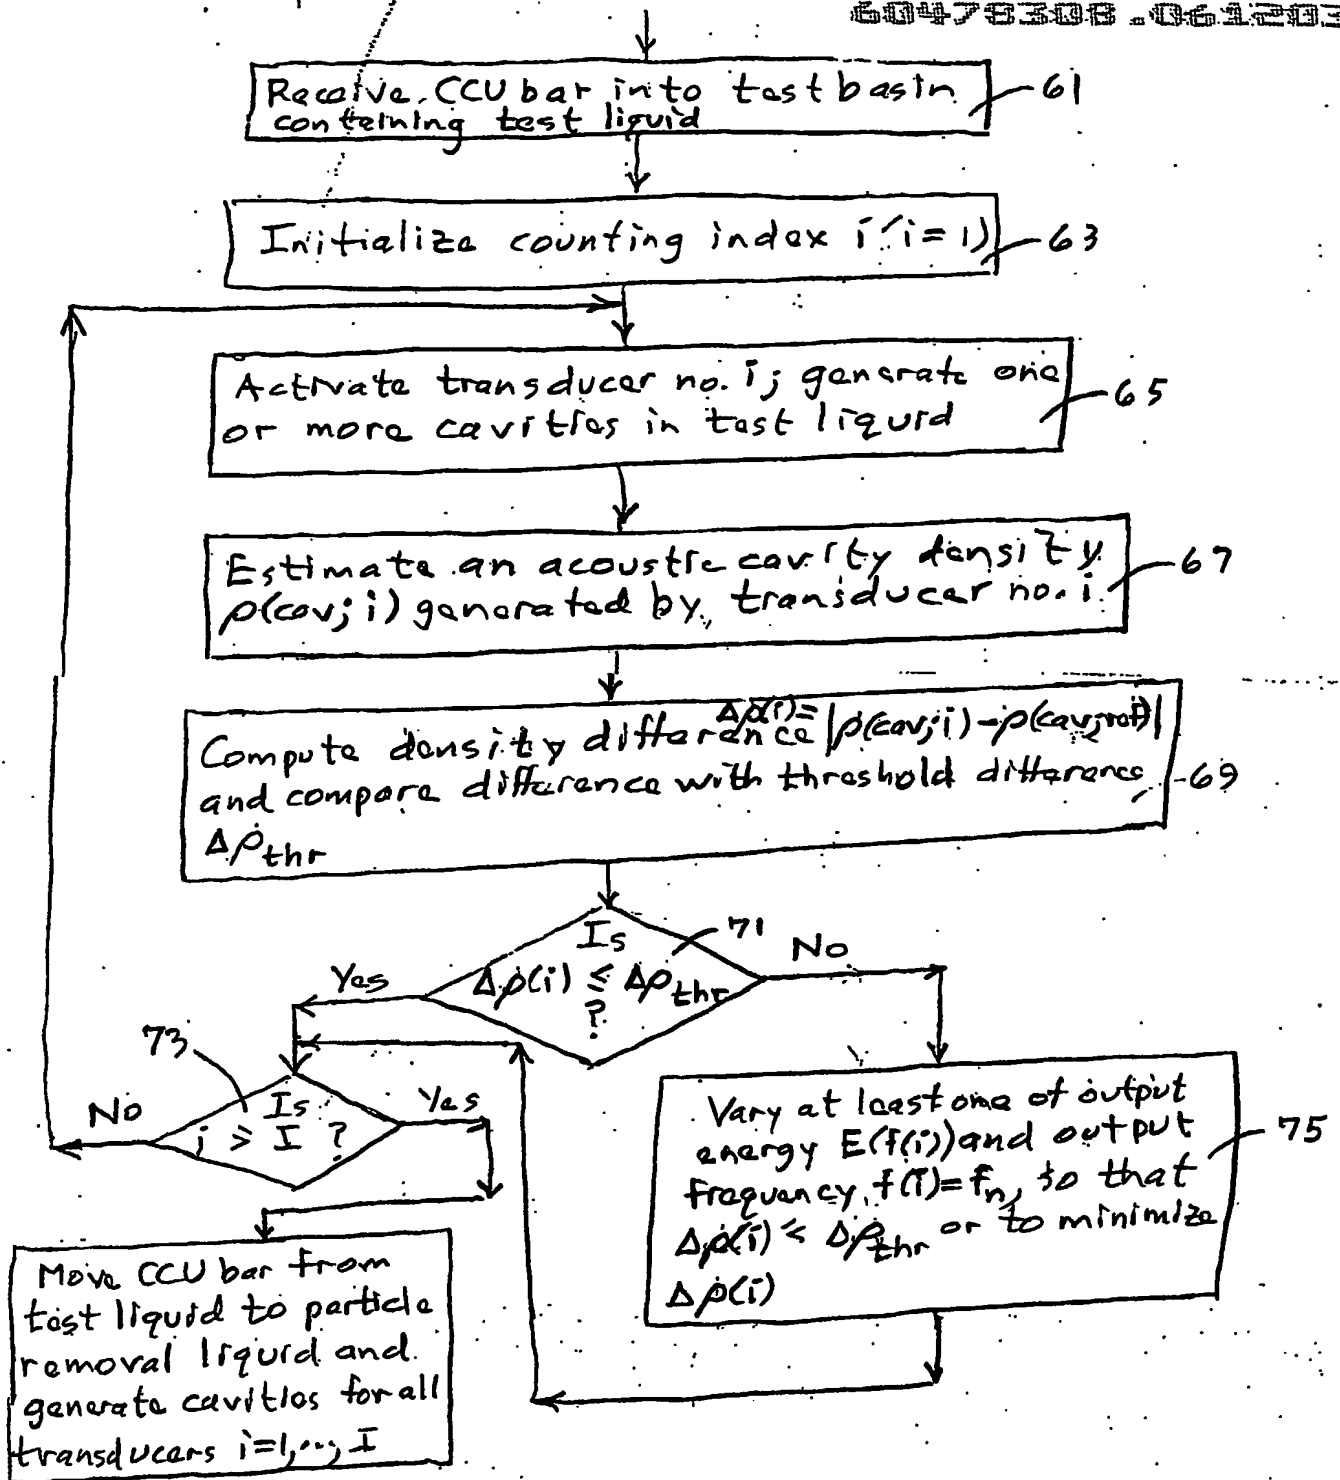 60478308.061203
Receive CCU bar into test basin
containing test liquid
61
Initialize counting index i (i = 1)
63
Activate transducer no. i; generate one
or more cavities in test liquid
65
Estimate an acoustic cavity density
ρ(cav; i) generated by transducer no. i
67
Δρ(i)=
Compute density difference |ρ(cav; i) - ρ(cav; ref)|
and compare difference with threshold difference
Δρthr
69
Is
Δρ(i) ≤ Δρthr
?
71
Yes
No
73
Is
i ≥ I ?
No
Yes
Vary at least one of output
energy E(f(i)) and output
frequency, f(i)=fn, so that
Δρ(i) ≤ Δρthr or to minimize
Δρ(i)
75
Move CCU bar from
test liquid to particle
removal liquid and
generate cavities for all
transducers i=1,..., I